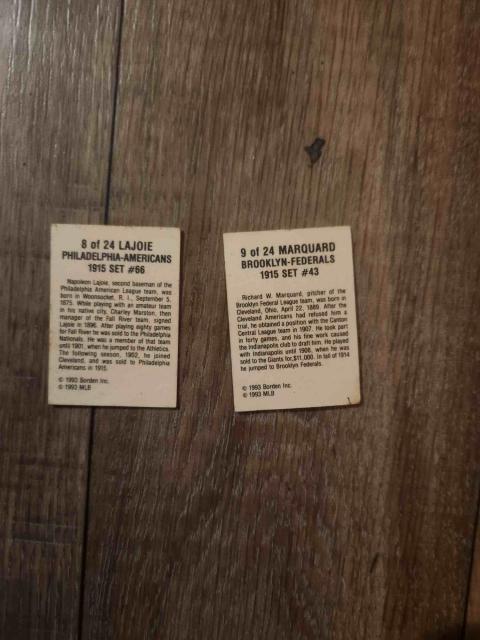 8 of 24 LAJOIE
PHILADELPHIA-AMERICANS
1915 SET #66
Napoleon Lajoie, second baseman of the
Philadelphia American League team, was
born in Woonsocket, R. I., September 5,
1875. While playing with an amateur team
in his native city, Charley Marston, then
manager of the Fall River team, signed
Lajoie in 1896. After playing eighty games
for Fall River he was sold to the Philadelphia
Nationals. He was a member of that team
until 1901, when he jumped to the Athletics.
The following season, 1902, he joined
Cleveland, and was sold to Philadelphia
Americans in 1915.
© 1993 Borden Inc.
© 1993 MLB
9 of 24 MARQUARD
BROOKLYN-FEDERALS
1915 SET #43
Richard W. Marquard, pitcher of the
Brooklyn Federal League team, was born in
Cleveland, Ohio, April 22, 1889. After the
Cleveland Americans had refused him a
trial, he obtained a position with the Canton
Central League team in 1907. He took part
in forty games, and his fine work caused
the Indianapolis club to draft him. He played
with Indianapolis until 1908, when he was
sold to the Giants for $11,000. In fall of 1914
he jumped to Brooklyn Federals.
© 1993 Borden Inc.
© 1993 MLB